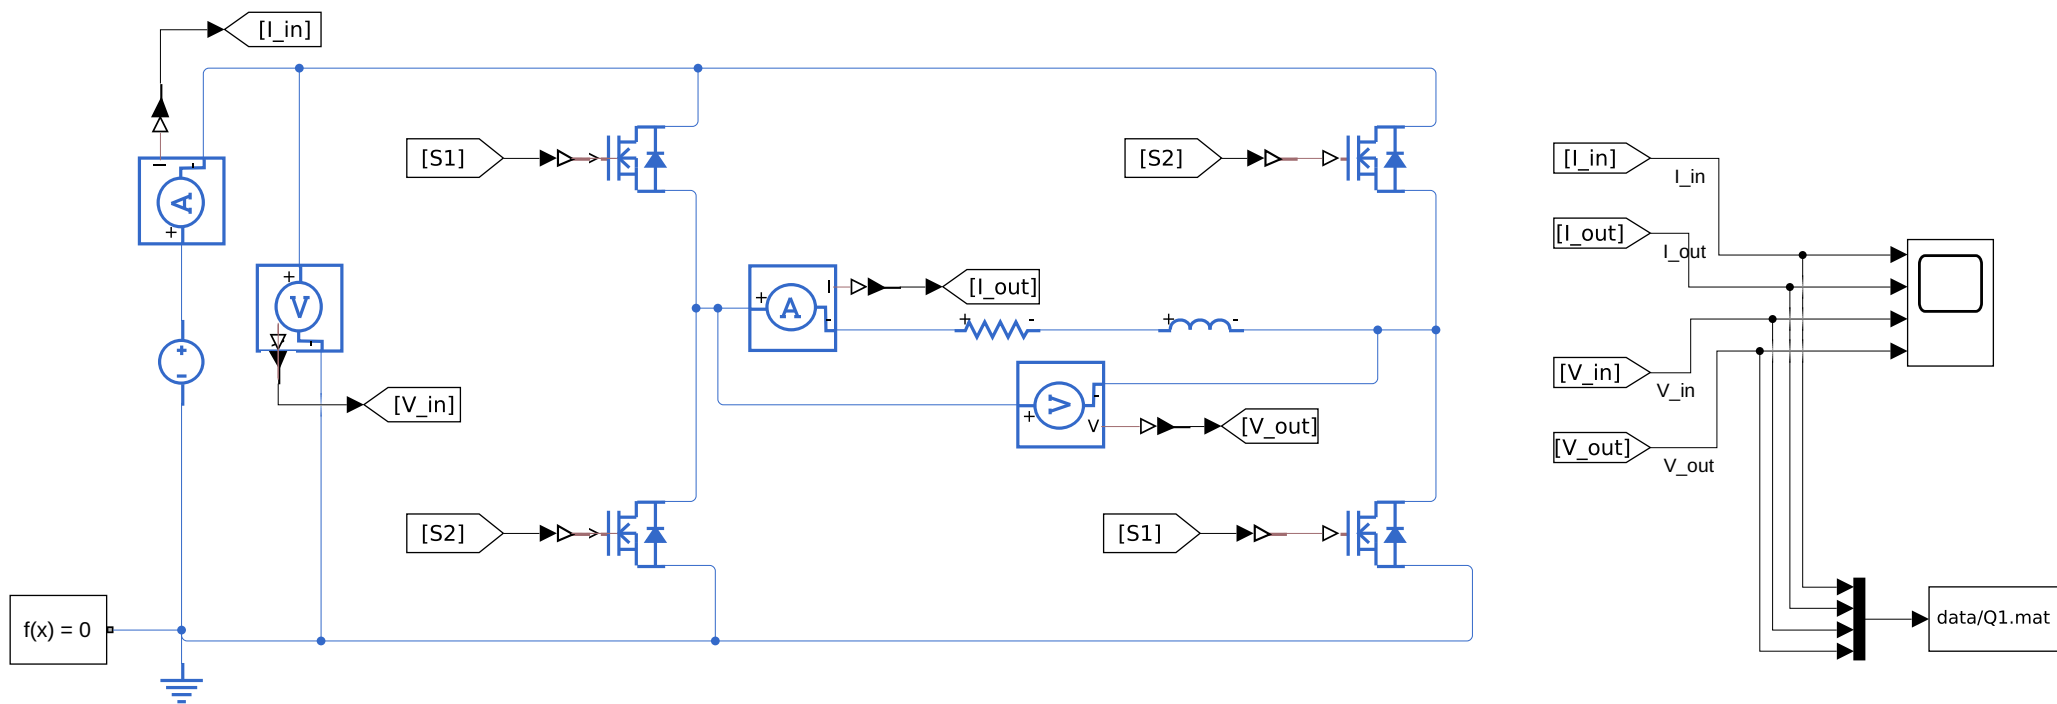 [I_in]
A
+
-
I
V
+
-
+
-
[V_in]
f(x) = 0
[S1]
[S2]
[S2]
[S1]
A
+
I
-
[I_out]
+
-
+
-
V
+
-
V
[V_out]
[I_in]
I_in
[I_out]
I_out
[V_in]
V_in
[V_out]
V_out
data/Q1.mat